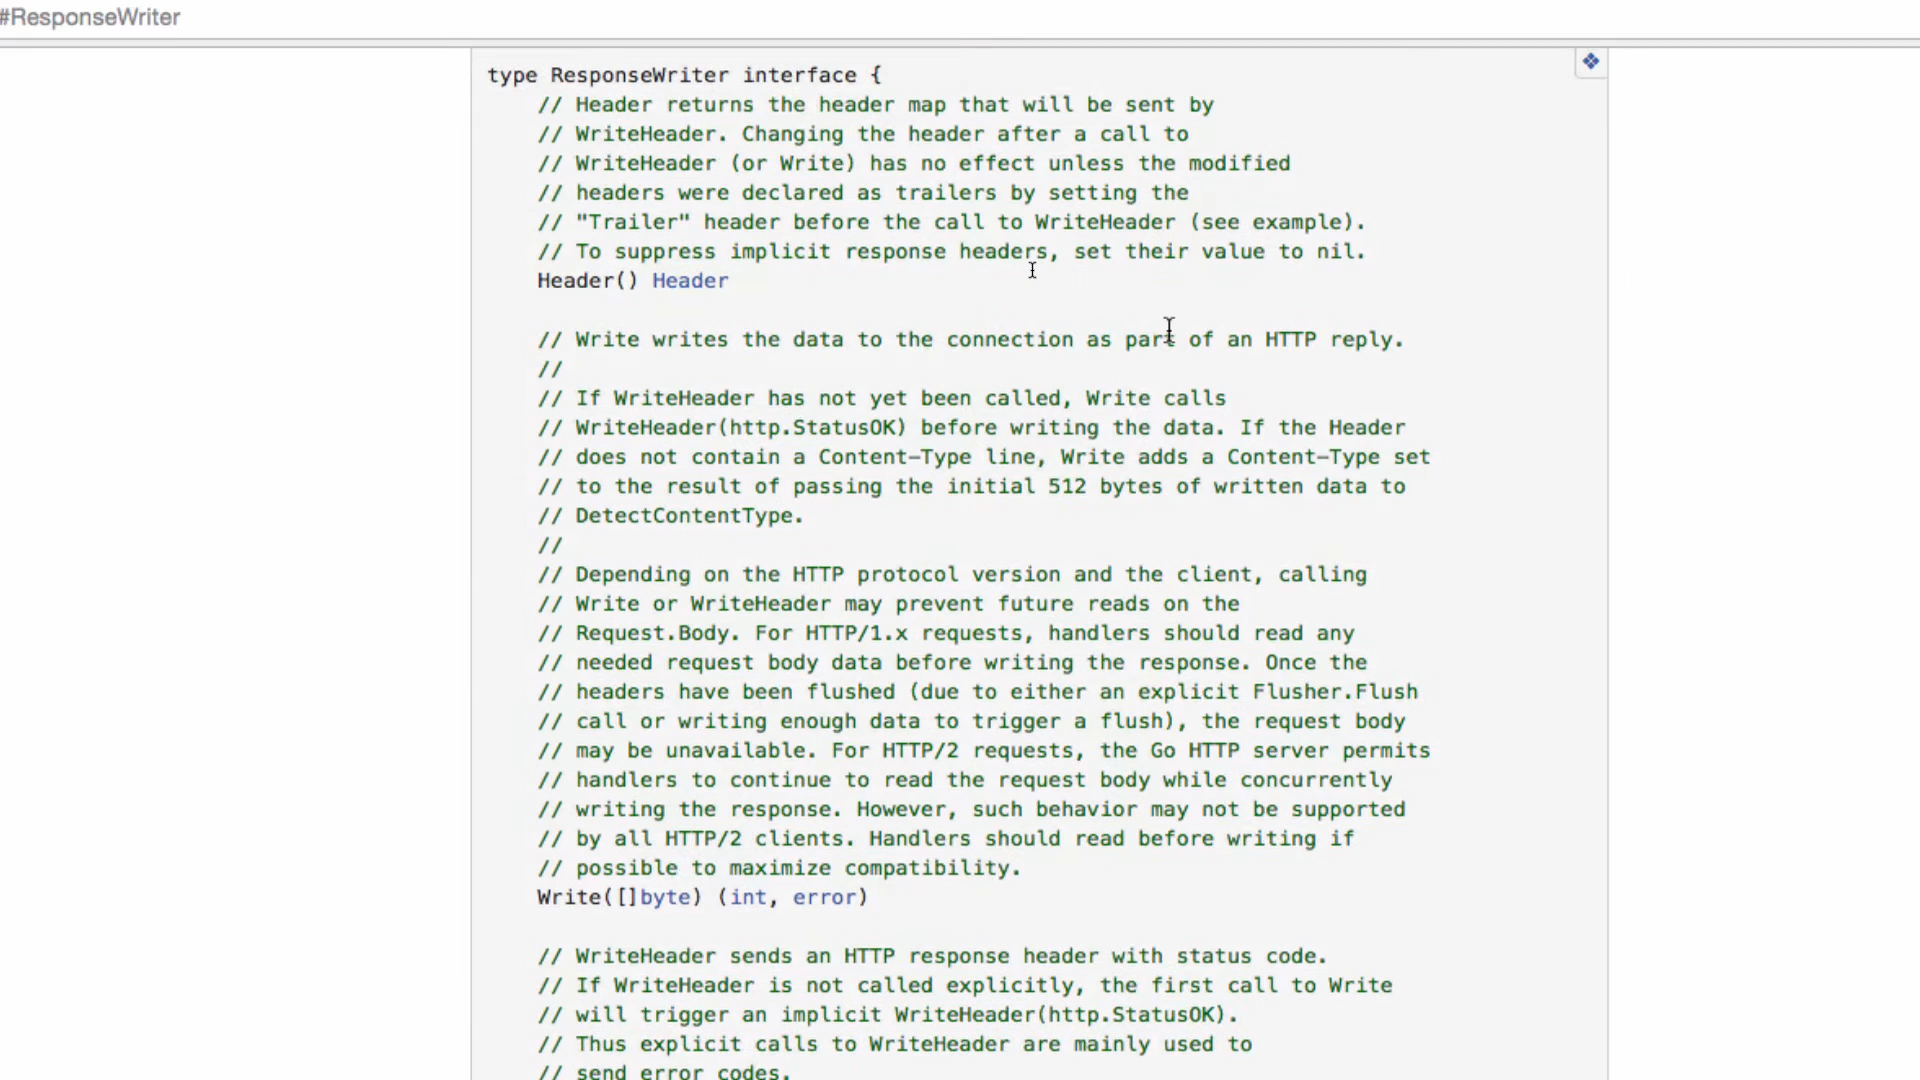 #ResponseWriter
type ResponseWriter interface {
// Header returns the header map that will be sent by
// WriteHeader. Changing the header after a call to
// WriteHeader (or Write) has no effect unless the modified
// headers were declared as trailers by setting the
// "Trailer" header before the call to WriteHeader (see example).
// To suppress implicit response headers, set their value to nil.
Header() Header
// Write writes the data to the connection as part of an HTTP reply.
//
// If WriteHeader has not yet been called, Write calls
// WriteHeader(http.StatusOK) before writing the data. If the Header
// does not contain a Content-Type line, Write adds a Content-Type set
// to the result of passing the initial 512 bytes of written data to
// DetectContentType.
//
// Depending on the HTTP protocol version and the client, calling
// Write or WriteHeader may prevent future reads on the
// Request.Body. For HTTP/1.x requests, handlers should read any
// needed request body data before writing the response. Once the
// headers have been flushed (due to either an explicit Flusher.Flush
// call or writing enough data to trigger a flush), the request body
// may be unavailable. For HTTP/2 requests, the Go HTTP server permits
// handlers to continue to read the request body while concurrently
// writing the response. However, such behavior may not be supported
// by all HTTP/2 clients. Handlers should read before writing if
// possible to maximize compatibility.
Write([]byte) (int, error)
// WriteHeader sends an HTTP response header with status code.
// If WriteHeader is not called explicitly, the first call to Write
// will trigger an implicit WriteHeader(http.StatusOK).
// Thus explicit calls to WriteHeader are mainly used to
// send error codes.